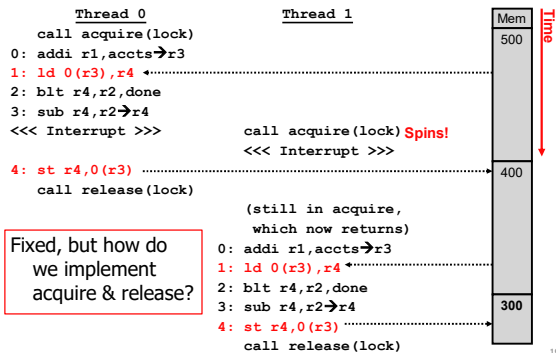 Thread 0
call acquire(lock)
0: addi r1,accts→r3
1: ld 0(r3),r4
2: blt r4,r2,done
3: sub r4,r2→r4
<<< Interrupt >>>
4: st r4,0(r3)
call release(lock)
Thread 1
call acquire(lock) Spins!
<<< Interrupt >>>
(still in acquire,
which now returns)
0: addi r1,accts→r3
1: ld 0(r3),r4
2: blt r4,r2,done
3: sub r4,r2→r4
4: st r4,0(r3)
call release(lock)
Mem
500
400
300
Time
Fixed, but how do
we implement
acquire & release?